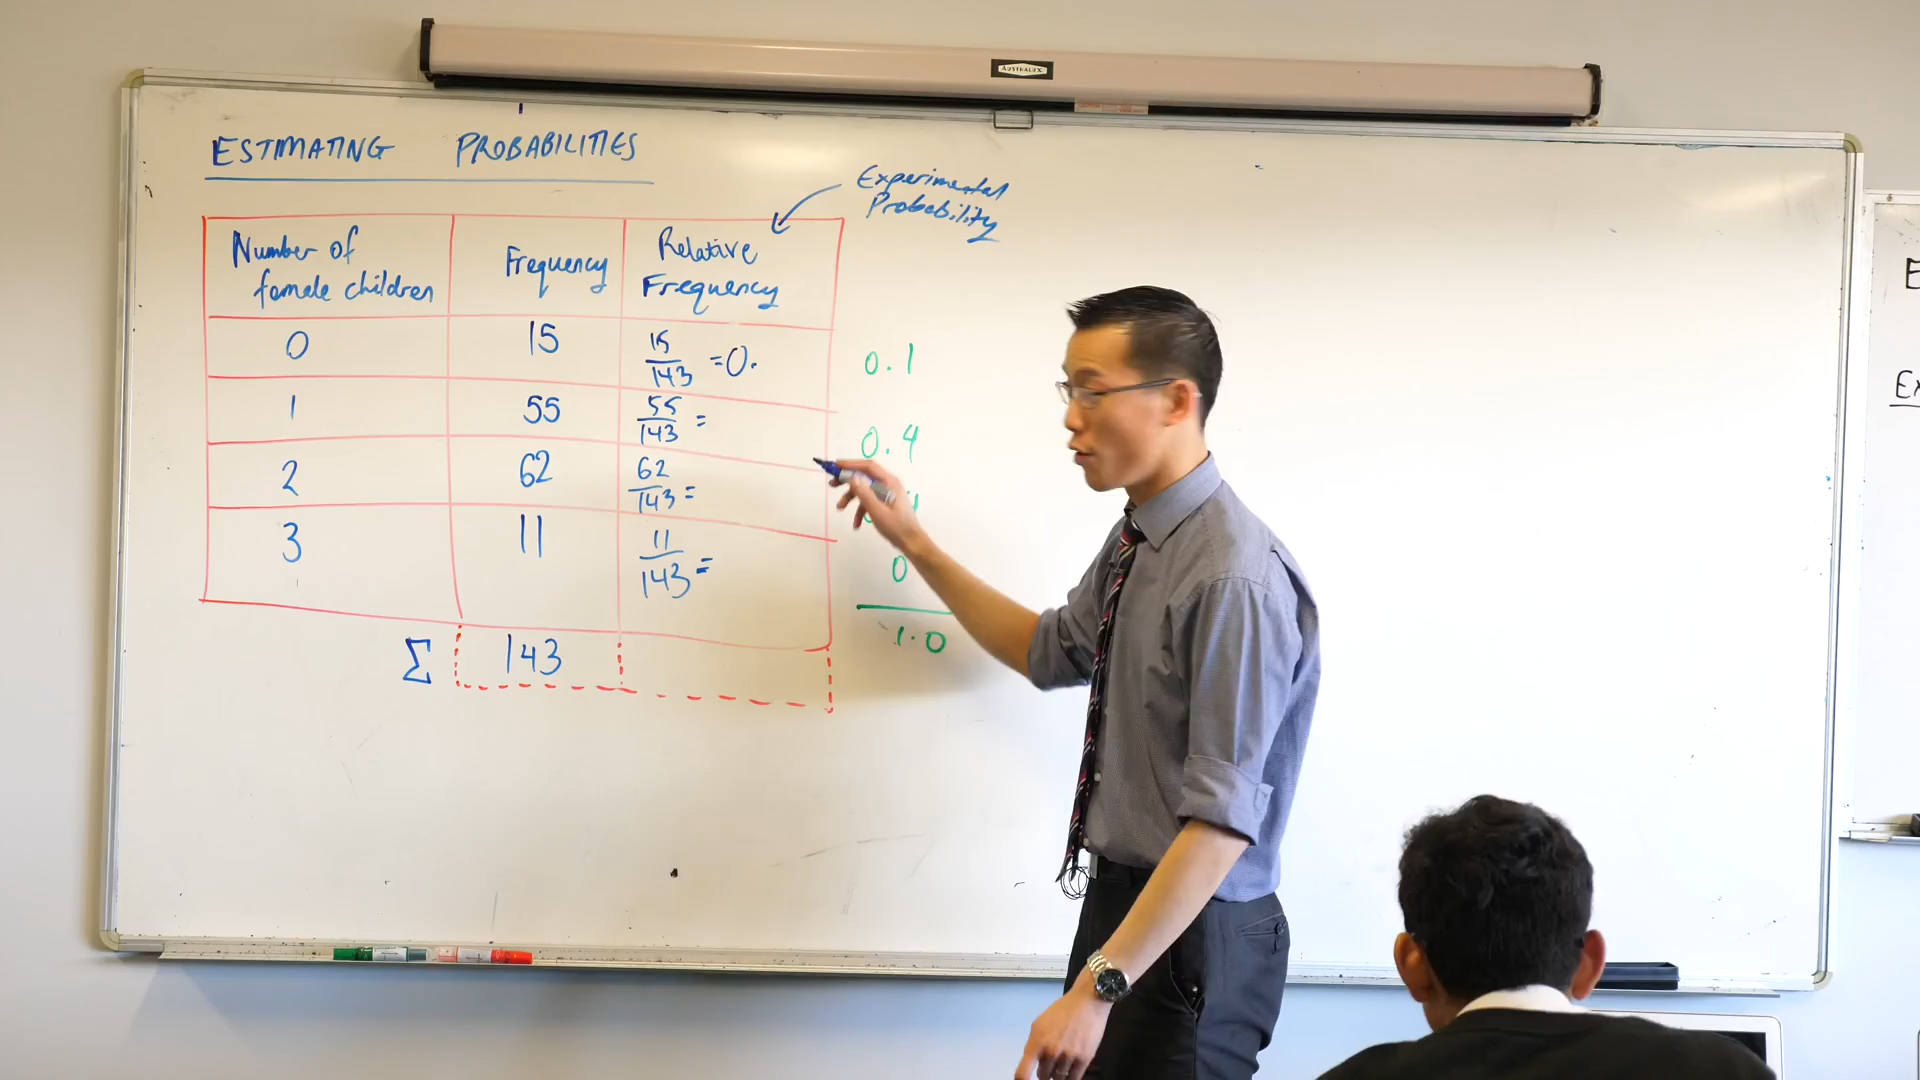 AUSTRALUX
ESTIMATING PROBABILITIES
Experimental
Probability
Number of
female children
Frequency
Relative
Frequency
0 15 15/143 =0. 0.1
1 55 55/143 = 0.4
2 62 62/143 =
3 11 11/143 = 0
Σ 143 1.0